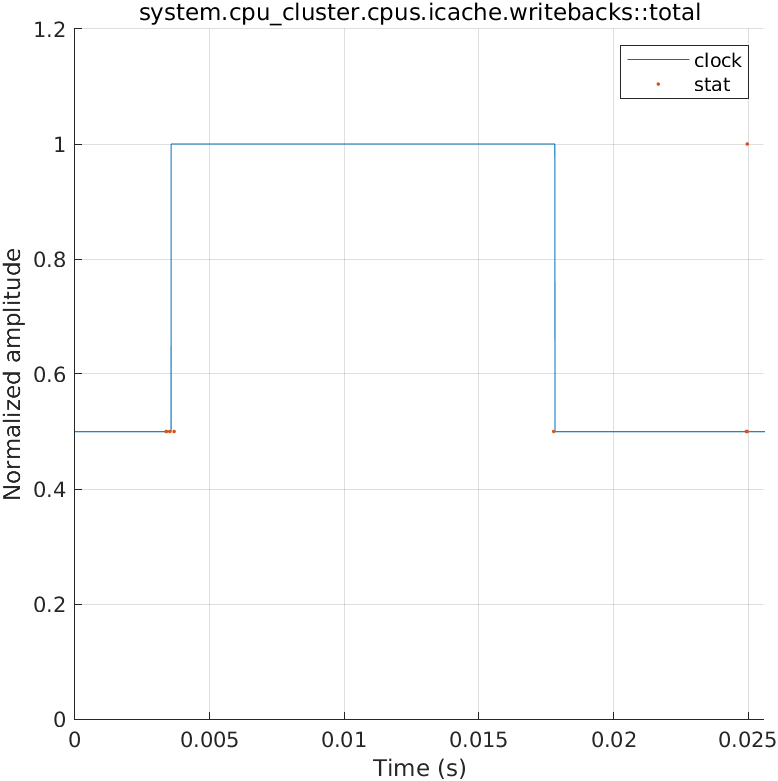 system.cpu_cluster.cpus.icache.writebacks::total
1.2
clock
stat
1
0.8
Normalized amplitude
0.6
0.4
0.2
0
0 0.005 0.01 0.015 0.02 0.025
Time (s)